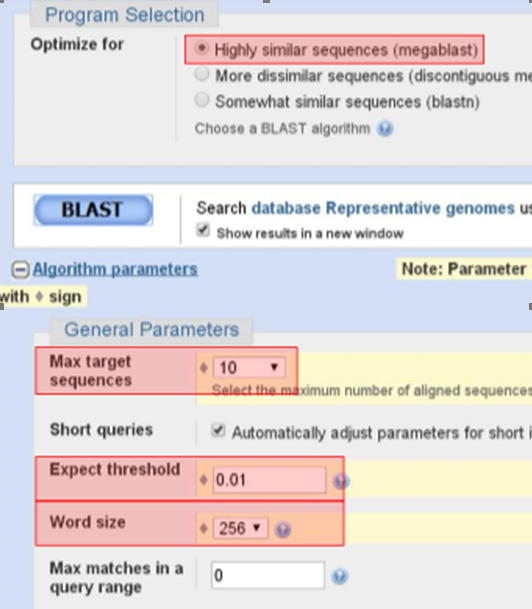 Program Selection
Optimize for
Highly similar sequences (megablast)
More dissimilar sequences (discontiguous me
Somewhat similar sequences (blastn)
Choose a BLAST algorithm
BLAST
Search database Representative genomes us
Show results in a new window
Algorithm parameters
Note: Parameter
with ♦ sign
General Parameters
Max target
sequences
♦ 10
Select the maximum number of aligned sequences
Short queries
Automatically adjust parameters for short i
Expect threshold
♦ 0.01
Word size
♦ 256
Max matches in a
query range
0